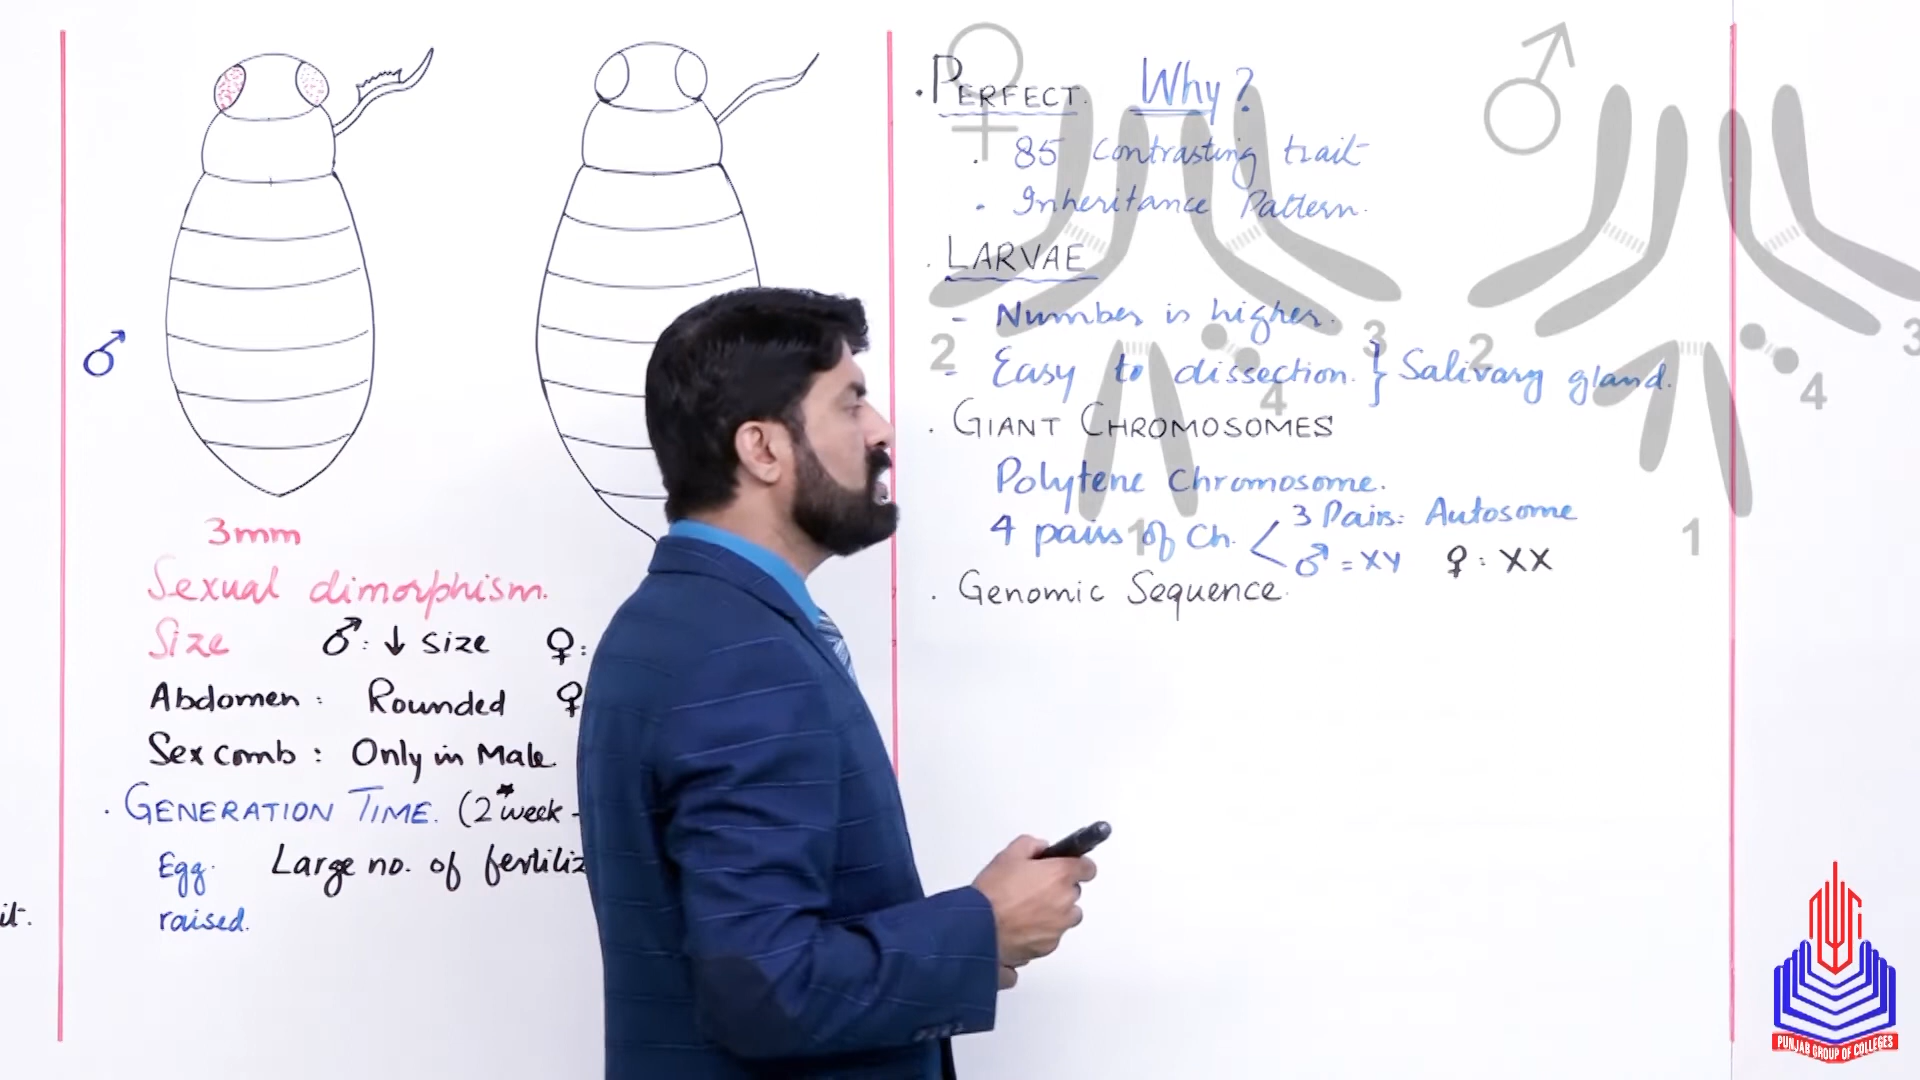 3mm
Sexual dimorphism.
Size ♂: ↓ size ♀:
Abdomen: Rounded ♀
Sex comb: Only in Male
. GENERATION TIME. (2*week -
Egg. Large no. of
raised.
. PERFECT. Why?
. 85 Contrasting trait
. Inheritance Pattern.
. LARVAE
- Number is higher.
- Easy to dissection. } Salivary gland.
. GIANT CHROMOSOMES
Polytene Chromosome.
4 pairs of Ch. < 3 Pairs: Autosome
♂ = XY ♀: XX
. Genomic Sequence.
2 3 4 1
2 3 4 1
PUNJAB GROUP OF COLLEGES